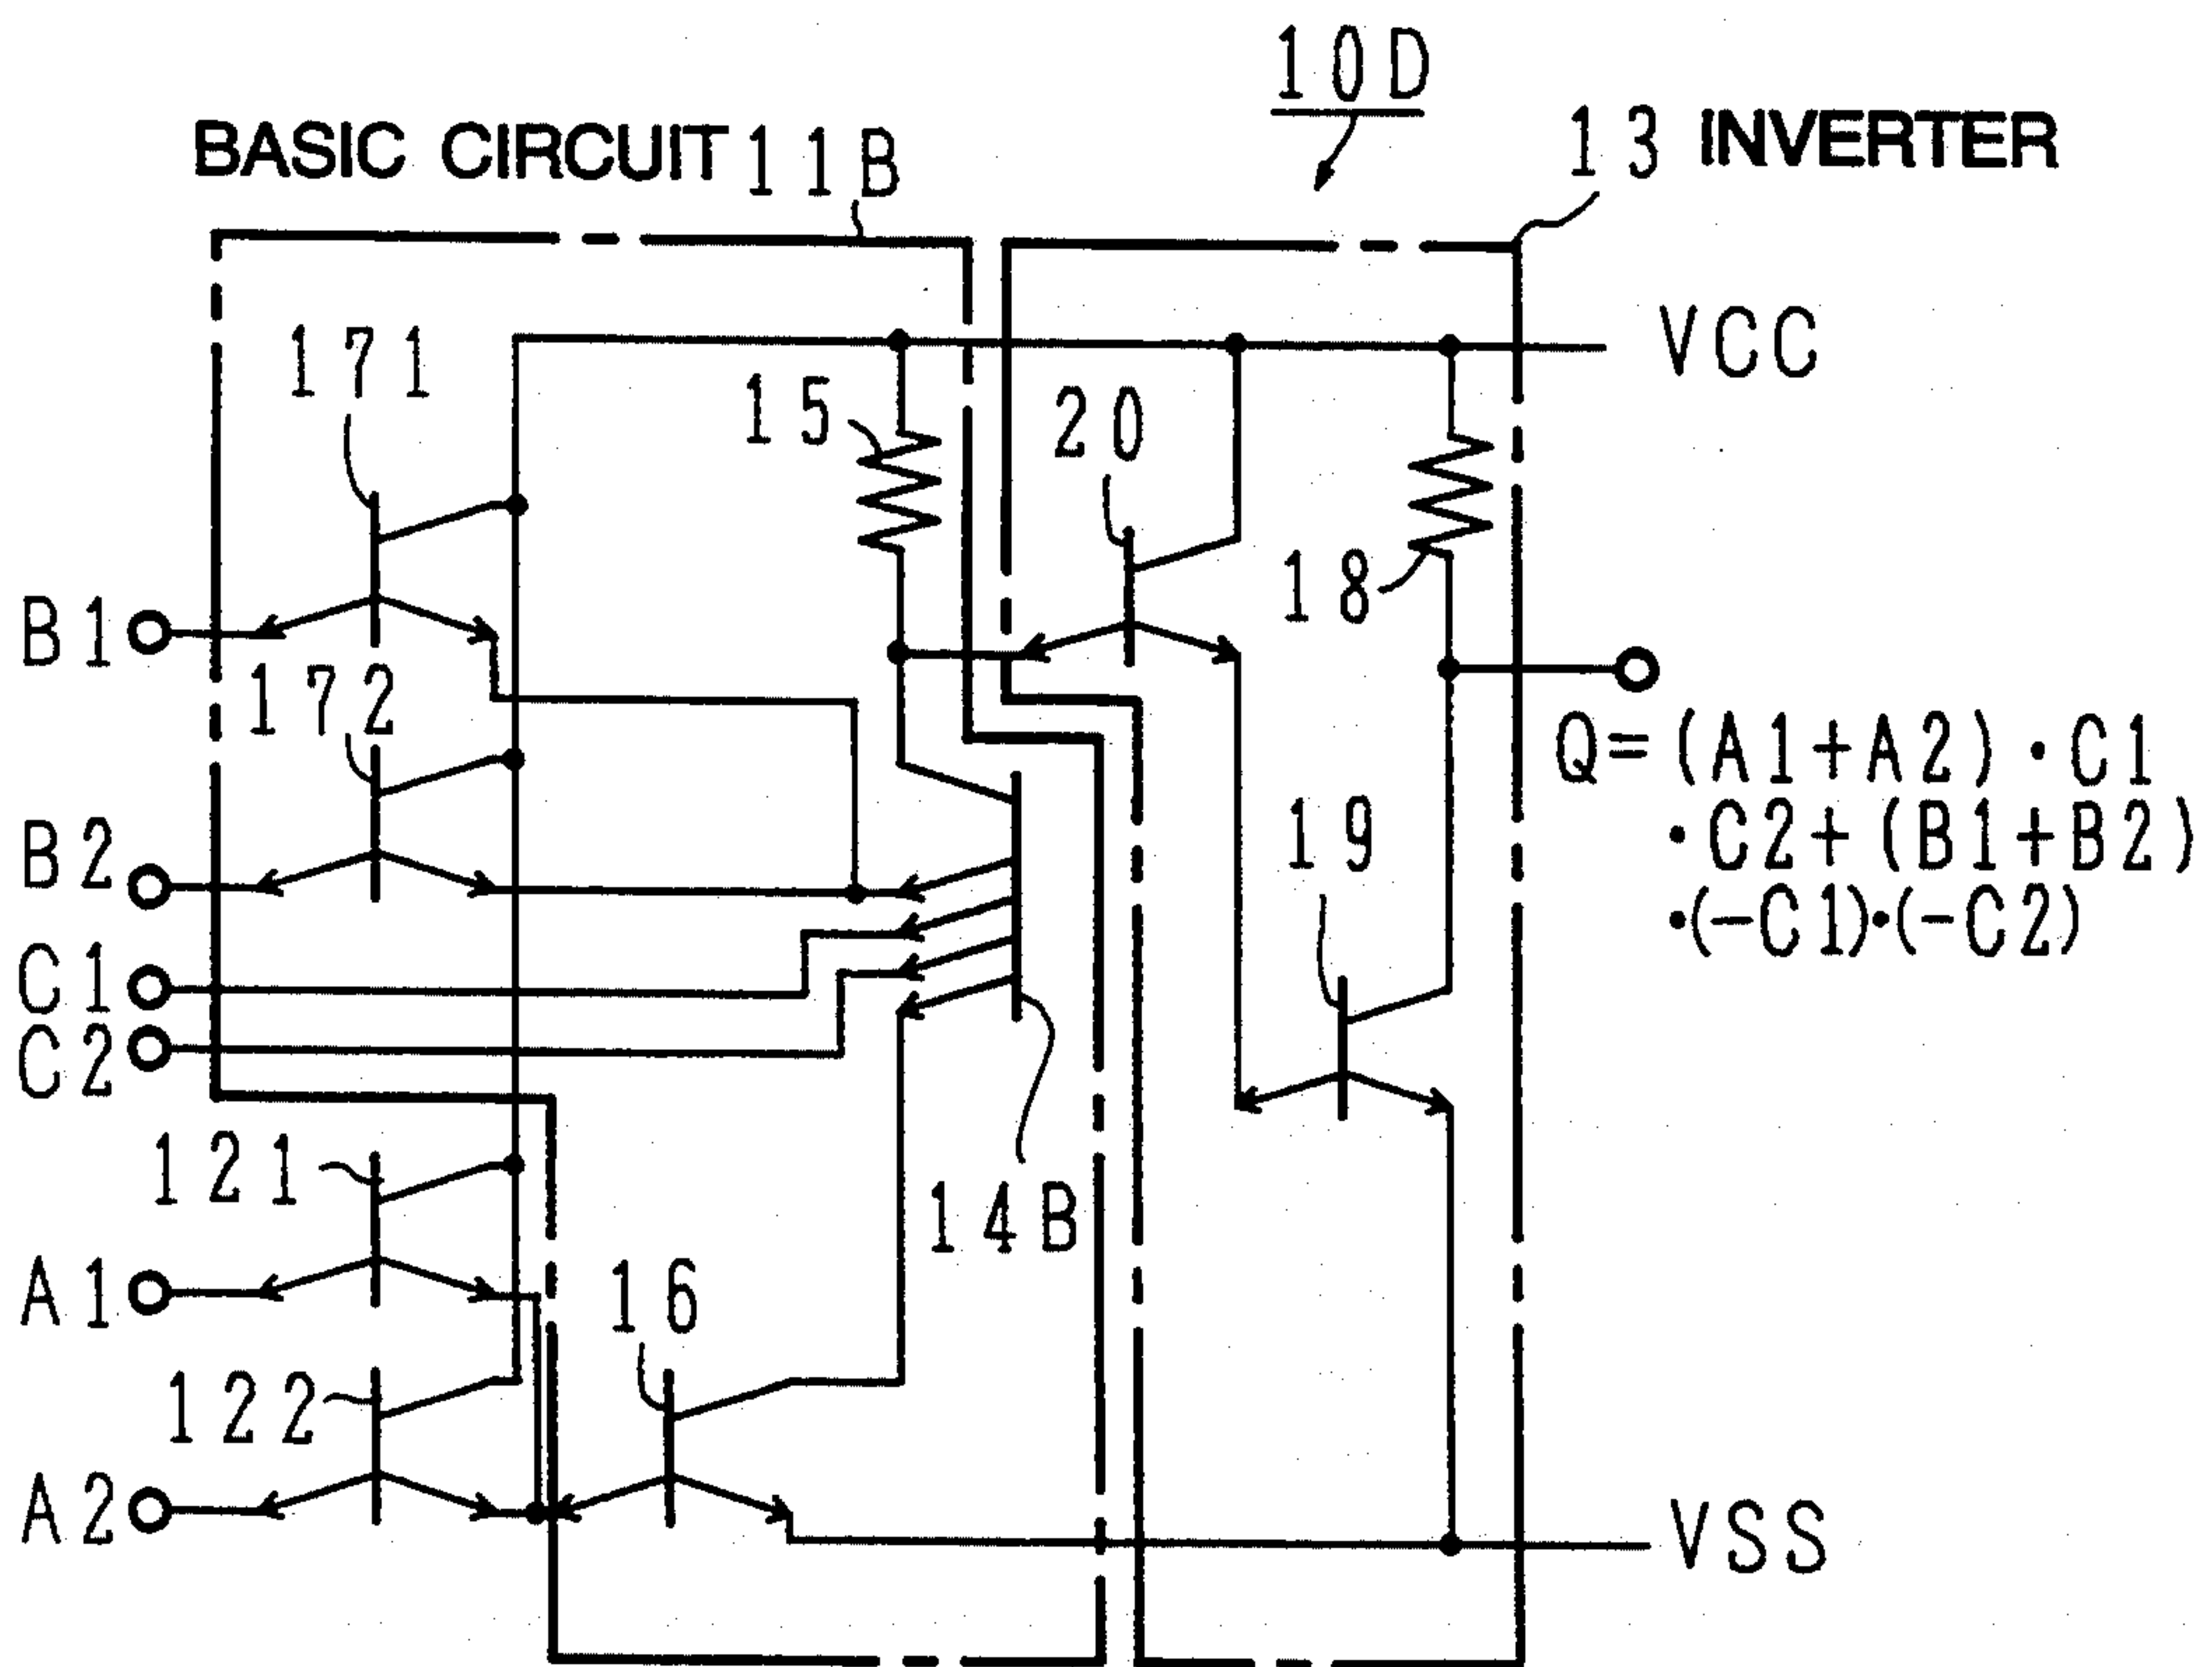 10D
BASIC CIRCUIT 11B
13 INVERTER
VCC
171
15
20
18
B1
172
Q=(A1+A2)·C1
·C2+(B1+B2)
·(-C1)·(-C2)
19
B2
C1
C2
121
14B
A1
16
122
A2
VSS